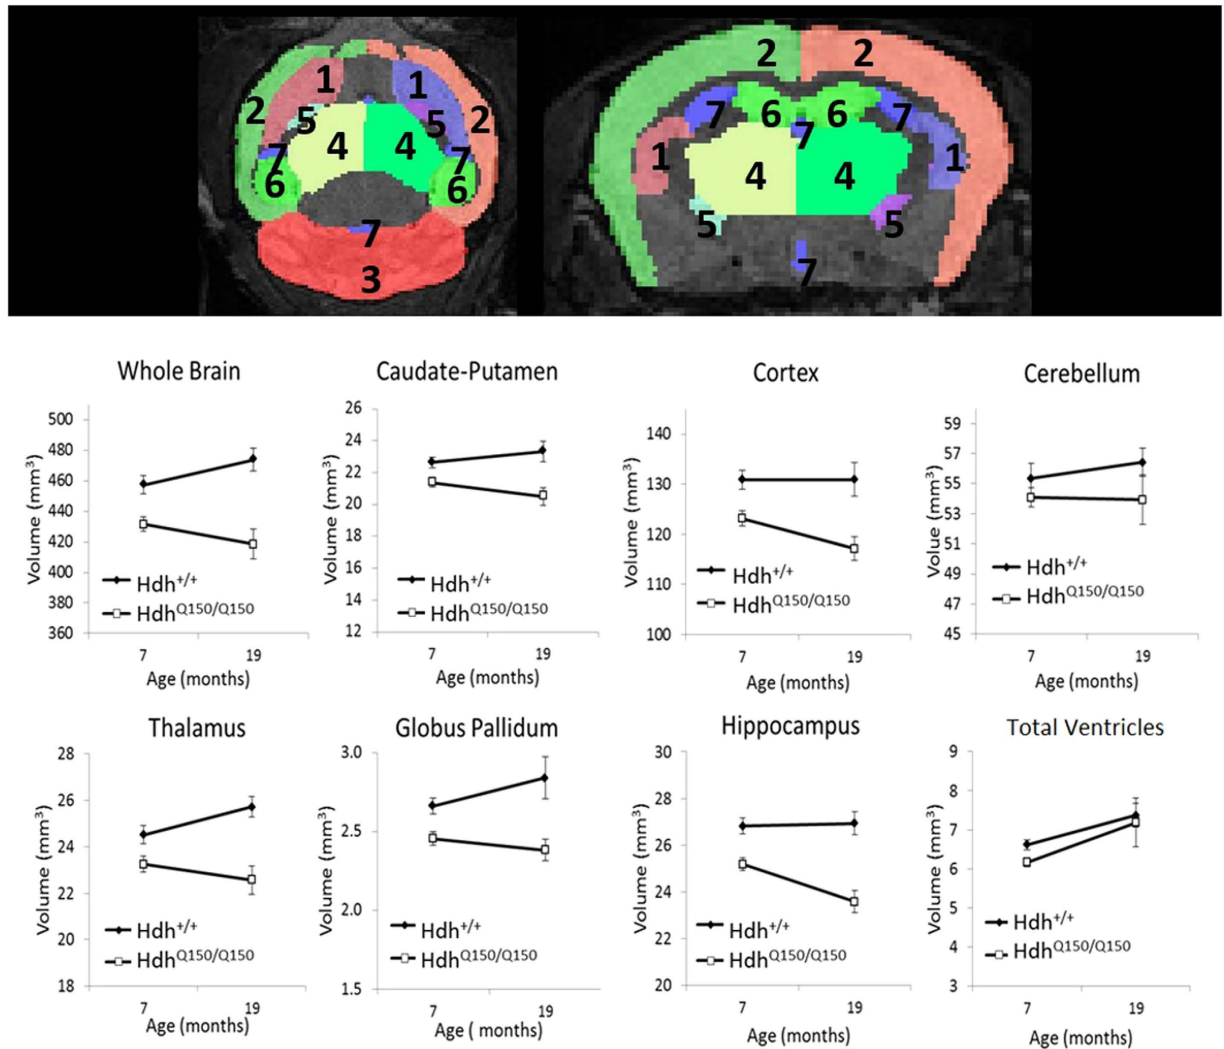 1 1
2 2
5 5
4 4
7 7
6 6
7
3
2 2
7 6 6 7
7
1 1
4 4
5 5
7
Whole Brain
Volume (mm³)
500
480
460
440
420
400
380
360
Hdh+/+
HdhQ150/Q150
7 19
Age (months)
Caudate-Putamen
Volume (mm³)
26
24
22
20
18
16
14
12
Hdh+/+
HdhQ150/Q150
7 19
Age (months)
Cortex
Volume (mm³)
140
130
120
110
100
Hdh+/+
HdhQ150/Q150
7 19
Age (months)
Cerebellum
Volue (mm³)
59
57
55
53
51
49
47
45
Hdh+/+
HdhQ150/Q150
7 19
Age (months)
Thalamus
Volume (mm³)
28
26
24
22
20
18
Hdh+/+
HdhQ150/Q150
7 19
Age (months)
Globus Pallidum
Volume (mm³)
3.0
2.5
2.0
1.5
Hdh+/+
HdhQ150/Q150
7 19
Age ( months)
Hippocampus
Volume (mm³)
30
28
26
24
22
20
Hdh+/+
HdhQ150/Q150
7 19
Age (months)
Total Ventricles
Volume (mm³)
9
8
7
6
5
4
3
Hdh+/+
HdhQ150/Q150
7 19
Age (months)